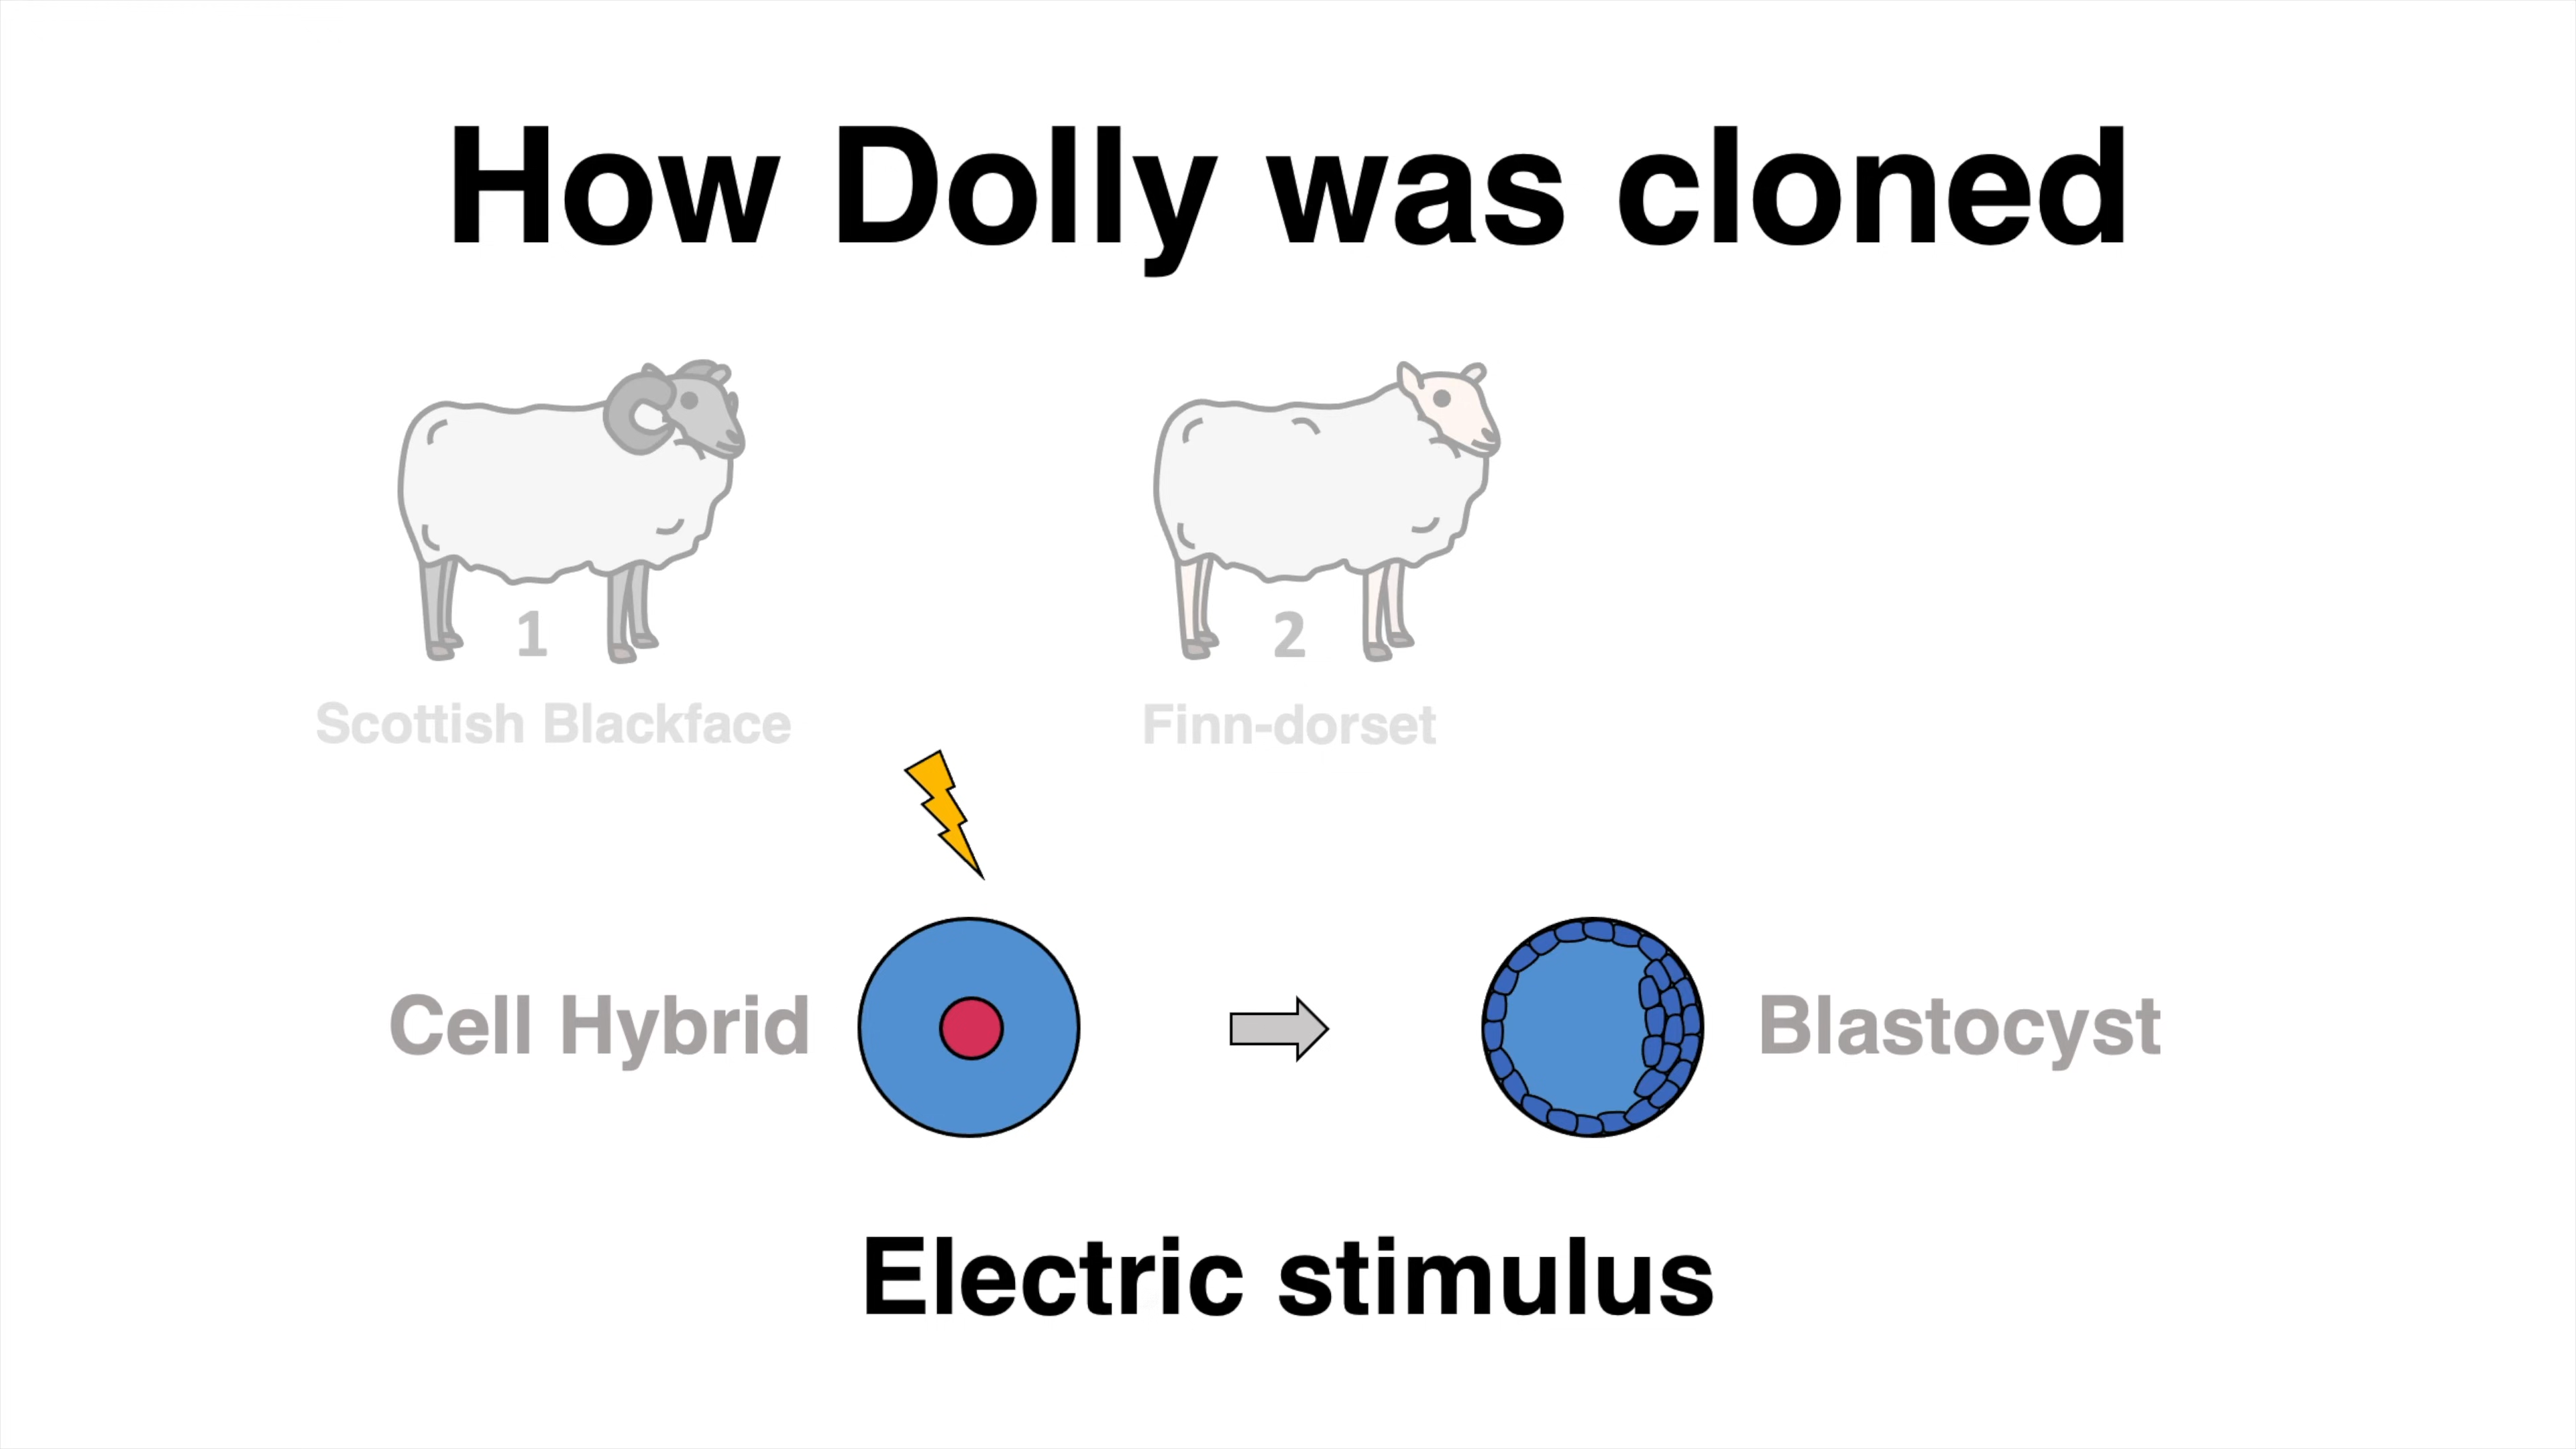 How Dolly was cloned
1
2
Scottish Blackface
Finn-dorset
Cell Hybrid
Blastocyst
Electric stimulus